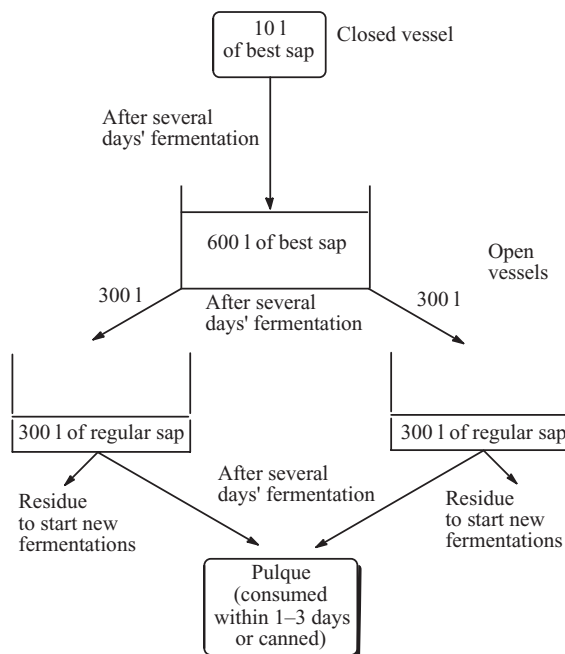 10 l
of best sap
Closed vessel
After several
days' fermentation
600 l of best sap
Open
vessels
300 l
After several
days' fermentation
300 l
300 l of regular sap
300 l of regular sap
Residue
to start new
fermentations
After several
days' fermentation
Residue
to start new
fermentations
Pulque
(consumed
within 1–3 days
or canned)